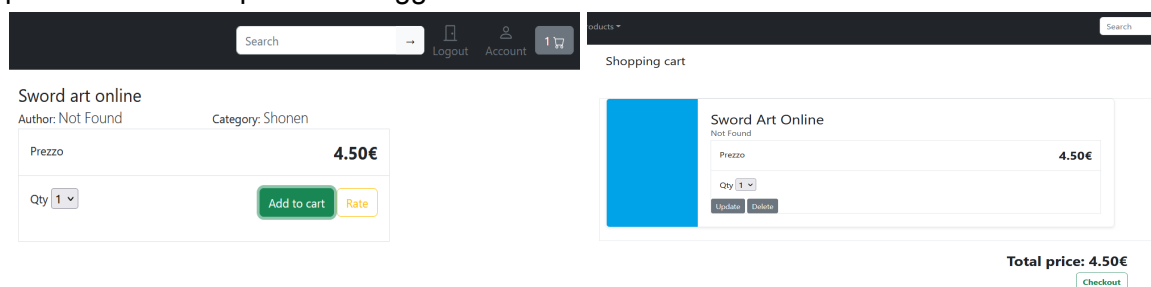 Search → Logout Account 1
Sword art online
Author: Not Found Category: Shonen
Prezzo 4.50€
Qty 1 Add to cart Rate
Search
Shopping cart
Sword Art Online
Not Found
Prezzo 4.50€
Qty 1
Update Delete
Total price: 4.50€
Checkout